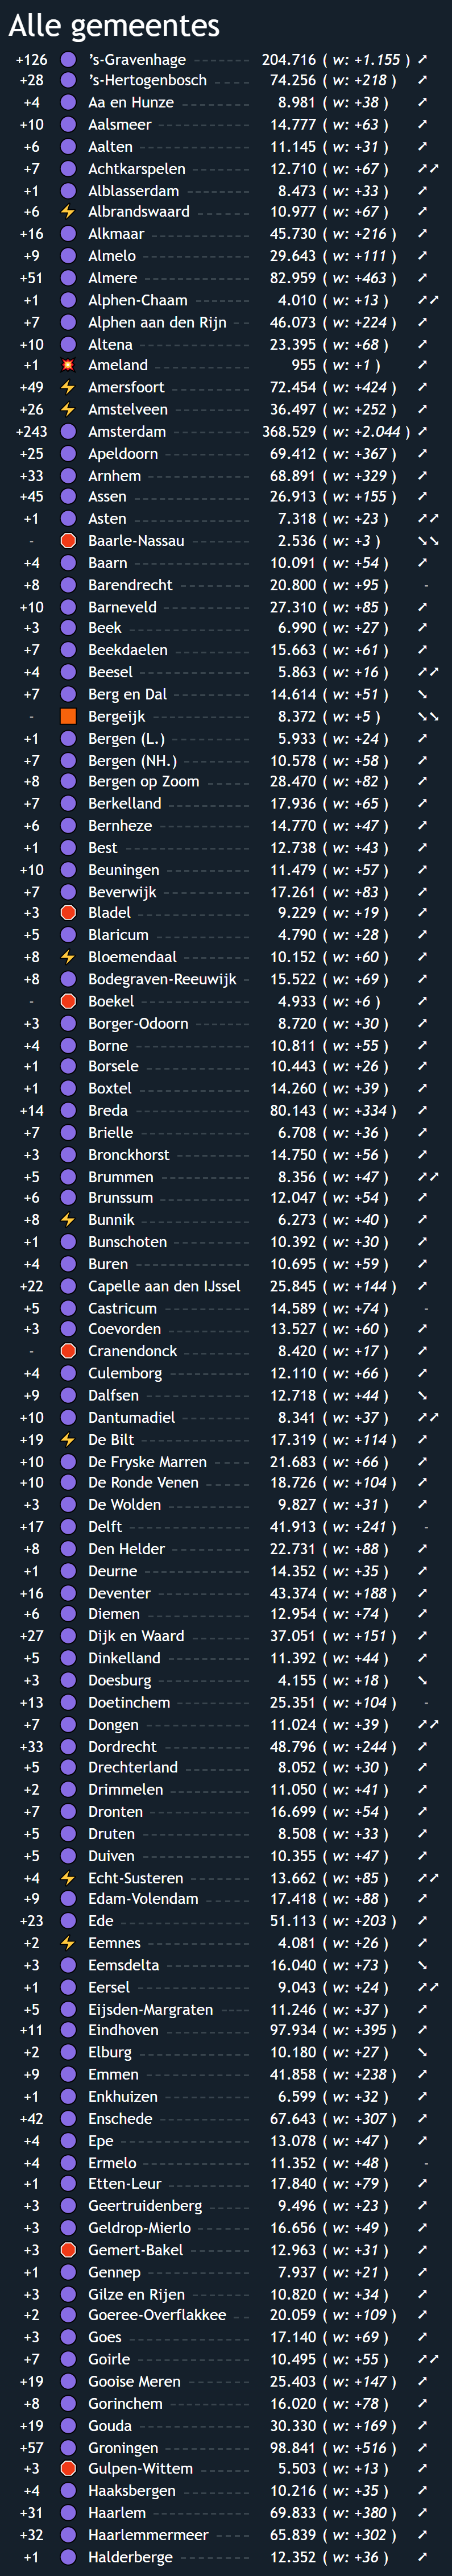 Alle gemeentes
+126 's-Gravenhage 204.716 ( w: +1.155 )
+28 's-Hertogenbosch 74.256 ( w: +218 )
+4 Aa en Hunze 8.981 ( w: +38 )
+10 Aalsmeer 14.777 ( w: +63 )
+6 Aalten 11.145 ( w: +31 )
+7 Achtkarspelen 12.710 ( w: +67 )
+1 Alblasserdam 8.473 ( w: +33 )
+6 Albrandswaard 10.977 ( w: +67 )
+16 Alkmaar 45.730 ( w: +216 )
+9 Almelo 29.643 ( w: +111 )
+51 Almere 82.959 ( w: +463 )
+1 Alphen-Chaam 4.010 ( w: +13 )
+7 Alphen aan den Rijn 46.073 ( w: +224 )
+10 Altena 23.395 ( w: +68 )
+1 Ameland 955 ( w: +1 )
+49 Amersfoort 72.454 ( w: +424 )
+26 Amstelveen 36.497 ( w: +252 )
+243 Amsterdam 368.529 ( w: +2.044 )
+25 Apeldoorn 69.412 ( w: +367 )
+33 Arnhem 68.891 ( w: +329 )
+45 Assen 26.913 ( w: +155 )
+1 Asten 7.318 ( w: +23 )
- Baarle-Nassau 2.536 ( w: +3 )
+4 Baarn 10.091 ( w: +54 )
+8 Barendrecht 20.800 ( w: +95 ) -
+10 Barneveld 27.310 ( w: +85 )
+3 Beek 6.990 ( w: +27 )
+7 Beekdaelen 15.663 ( w: +61 )
+4 Beesel 5.863 ( w: +16 )
+7 Berg en Dal 14.614 ( w: +51 )
- Bergeijk 8.372 ( w: +5 )
+1 Bergen (L.) 5.933 ( w: +24 )
+7 Bergen (NH.) 10.578 ( w: +58 )
+8 Bergen op Zoom 28.470 ( w: +82 )
+7 Berkelland 17.936 ( w: +65 )
+6 Bernheze 14.770 ( w: +47 )
+1 Best 12.738 ( w: +43 )
+10 Beuningen 11.479 ( w: +57 )
+7 Beverwijk 17.261 ( w: +83 )
+3 Bladel 9.229 ( w: +19 )
+5 Blaricum 4.790 ( w: +28 )
+8 Bloemendaal 10.152 ( w: +60 )
+8 Bodegraven-Reeuwijk 15.522 ( w: +69 )
- Boekel 4.933 ( w: +6 )
+3 Borger-Odoorn 8.720 ( w: +30 )
+4 Borne 10.811 ( w: +55 )
+1 Borsele 10.443 ( w: +26 )
+1 Boxtel 14.260 ( w: +39 )
+14 Breda 80.143 ( w: +334 )
+7 Brielle 6.708 ( w: +36 )
+3 Bronckhorst 14.750 ( w: +56 )
+5 Brummen 8.356 ( w: +47 )
+6 Brunssum 12.047 ( w: +54 )
+8 Bunnik 6.273 ( w: +40 )
+1 Bunschoten 10.392 ( w: +30 )
+4 Buren 10.695 ( w: +59 )
+22 Capelle aan den IJssel 25.845 ( w: +144 )
+5 Castricum 14.589 ( w: +74 ) -
+3 Coevorden 13.527 ( w: +60 )
- Cranendonck 8.420 ( w: +17 )
+4 Culemborg 12.110 ( w: +66 )
+9 Dalfsen 12.718 ( w: +44 )
+10 Dantumadiel 8.341 ( w: +37 )
+19 De Bilt 17.319 ( w: +114 )
+10 De Fryske Marren 21.683 ( w: +66 )
+10 De Ronde Venen 18.726 ( w: +104 )
+3 De Wolden 9.827 ( w: +31 )
+17 Delft 41.913 ( w: +241 ) -
+8 Den Helder 22.731 ( w: +88 )
+1 Deurne 14.352 ( w: +35 )
+16 Deventer 43.374 ( w: +188 )
+6 Diemen 12.954 ( w: +74 )
+27 Dijk en Waard 37.051 ( w: +151 )
+5 Dinkelland 11.392 ( w: +44 )
+3 Doesburg 4.155 ( w: +18 )
+13 Doetinchem 25.351 ( w: +104 ) -
+7 Dongen 11.024 ( w: +39 )
+33 Dordrecht 48.796 ( w: +244 )
+5 Drechterland 8.052 ( w: +30 )
+2 Drimmelen 11.050 ( w: +41 )
+7 Dronten 16.699 ( w: +54 )
+5 Druten 8.508 ( w: +33 )
+5 Duiven 10.355 ( w: +47 )
+4 Echt-Susteren 13.662 ( w: +85 )
+9 Edam-Volendam 17.418 ( w: +88 )
+23 Ede 51.113 ( w: +203 )
+2 Eemnes 4.081 ( w: +26 )
+3 Eemsdelta 16.040 ( w: +73 )
+1 Eersel 9.043 ( w: +24 )
+5 Eijsden-Margraten 11.246 ( w: +37 )
+11 Eindhoven 97.934 ( w: +395 )
+2 Elburg 10.180 ( w: +27 )
+9 Emmen 41.858 ( w: +238 )
+1 Enkhuizen 6.599 ( w: +32 )
+42 Enschede 67.643 ( w: +307 )
+4 Epe 13.078 ( w: +47 )
+4 Ermelo 11.352 ( w: +48 ) -
+1 Etten-Leur 17.840 ( w: +79 )
+3 Geertruidenberg 9.496 ( w: +23 )
+3 Geldrop-Mierlo 16.656 ( w: +49 )
+3 Gemert-Bakel 12.963 ( w: +31 )
+1 Gennep 7.937 ( w: +21 )
+3 Gilze en Rijen 10.820 ( w: +34 )
+2 Goeree-Overflakkee 20.059 ( w: +109 )
+3 Goes 17.140 ( w: +69 )
+7 Goirle 10.495 ( w: +55 )
+19 Gooise Meren 25.403 ( w: +147 )
+8 Gorinchem 16.020 ( w: +78 )
+19 Gouda 30.330 ( w: +169 )
+57 Groningen 98.841 ( w: +516 )
+3 Gulpen-Wittem 5.503 ( w: +13 )
+4 Haaksbergen 10.216 ( w: +35 )
+31 Haarlem 69.833 ( w: +380 )
+32 Haarlemmermeer 65.839 ( w: +302 )
+1 Halderberge 12.352 ( w: +36 )